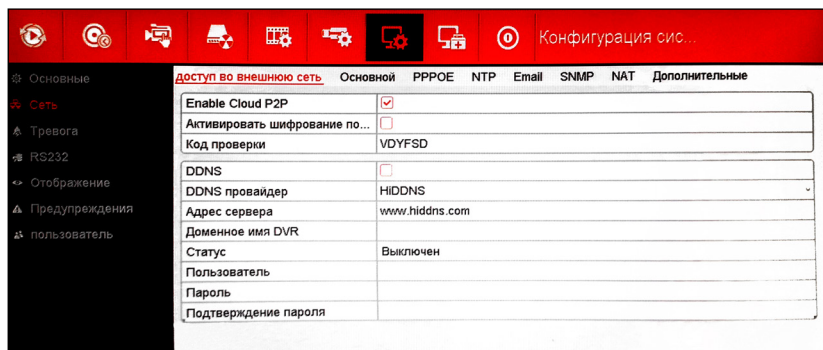 Конфигурация сис...
Основные
Сеть
Тревога
RS232
Отображение
Предупреждения
пользователь
доступ во внешнюю сеть Основной PPPOE NTP Email SNMP NAT Дополнительные
Enable Cloud P2P
Активировать шифрование по...
Код проверки VDYFSD
DDNS
DDNS провайдер HiDDNS
Адрес сервера www.hiddns.com
Доменное имя DVR
Статус Выключен
Пользователь
Пароль
Подтверждение пароля